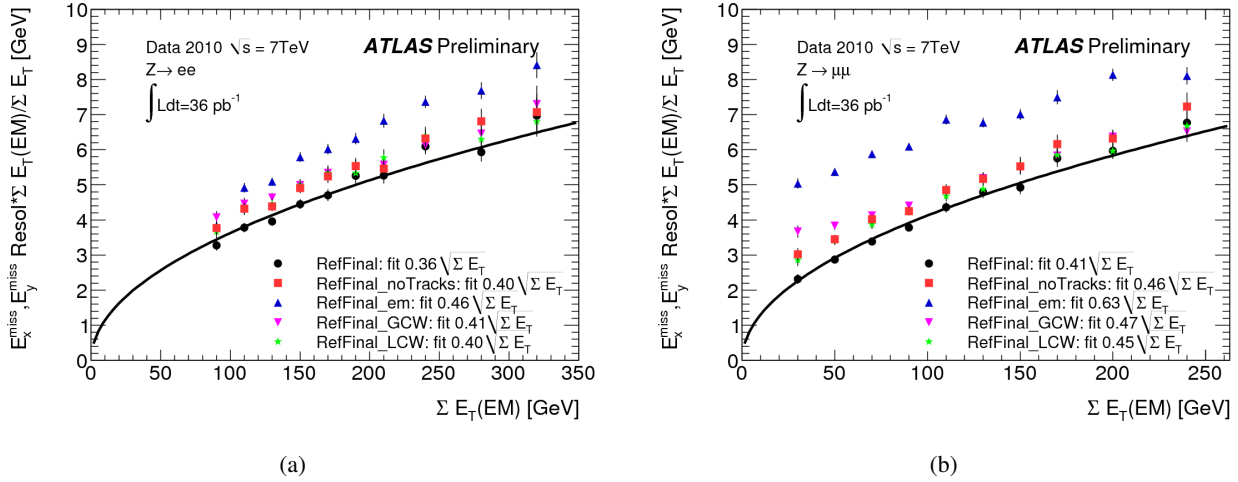 E_x^miss, E_y^miss Resol*Σ E_T(EM)/Σ E_T [GeV]
10
9
8
7
6
5
4
3
2
1
0
Data 2010 √s = 7TeV
ATLAS Preliminary
Z→ ee
∫Ldt=36 pb⁻¹
RefFinal: fit 0.36√Σ E_T
RefFinal_noTracks: fit 0.40√Σ E_T
RefFinal_em: fit 0.46√Σ E_T
RefFinal_GCW: fit 0.41√Σ E_T
RefFinal_LCW: fit 0.40√Σ E_T
0 50 100 150 200 250 300 350
Σ E_T(EM) [GeV]
(a)
E_x^miss, E_y^miss Resol*Σ E_T(EM)/Σ E_T [GeV]
10
9
8
7
6
5
4
3
2
1
0
Data 2010 √s = 7TeV
ATLAS Preliminary
Z→ μμ
∫Ldt=36 pb⁻¹
RefFinal: fit 0.41√Σ E_T
RefFinal_noTracks: fit 0.46√Σ E_T
RefFinal_em: fit 0.63√Σ E_T
RefFinal_GCW: fit 0.47√Σ E_T
RefFinal_LCW: fit 0.45√Σ E_T
0 50 100 150 200 250
Σ E_T(EM) [GeV]
(b)